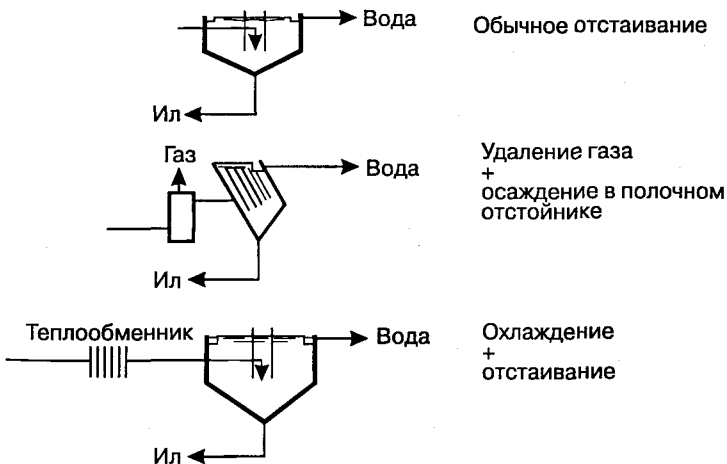 Вода
Обычное отстаивание
Ил
Газ
Вода
Удаление газа
+
осаждение в полочном
отстойнике
Ил
Теплообменник
Вода
Охлаждение
+
отстаивание
Ил